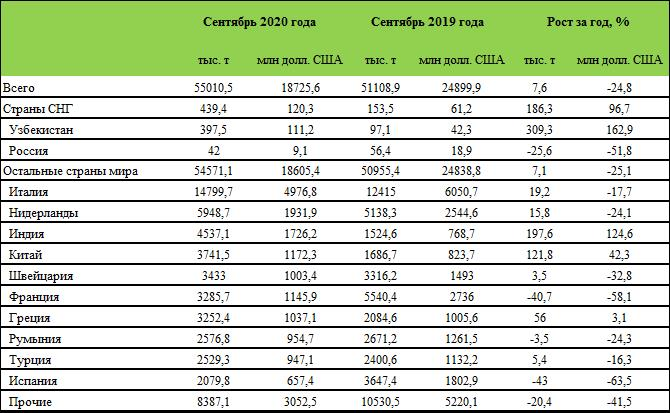 Сентябрь 2020 года Сентябрь 2019 года Рост за год, %
тыс. т млн долл. США тыс. т млн долл. США тыс. т млн долл. США
Всего 55010,5 18725,6 51108,9 24899,9 7,6 -24,8
Страны СНГ 439,4 120,3 153,5 61,2 186,3 96,7
Узбекистан 397,5 111,2 97,1 42,3 309,3 162,9
Россия 42 9,1 56,4 18,9 -25,6 -51,8
Остальные страны мира 54571,1 18605,4 50955,4 24838,8 7,1 -25,1
Италия 14799,7 4976,8 12415 6050,7 19,2 -17,7
Нидерланды 5948,7 1931,9 5138,3 2544,6 15,8 -24,1
Индия 4537,1 1726,2 1524,6 768,7 197,6 124,6
Китай 3741,5 1172,3 1686,7 823,7 121,8 42,3
Швейцария 3433 1003,4 3316,2 1493 3,5 -32,8
Франция 3285,7 1145,9 5540,4 2736 -40,7 -58,1
Греция 3252,4 1037,1 2084,6 1005,6 56 3,1
Румыния 2576,8 954,7 2671,2 1261,5 -3,5 -24,3
Турция 2529,3 947,1 2400,6 1132,2 5,4 -16,3
Испания 2079,8 657,4 3647,4 1802,9 -43 -63,5
Прочие 8387,1 3052,5 10530,5 5220,1 -20,4 -41,5